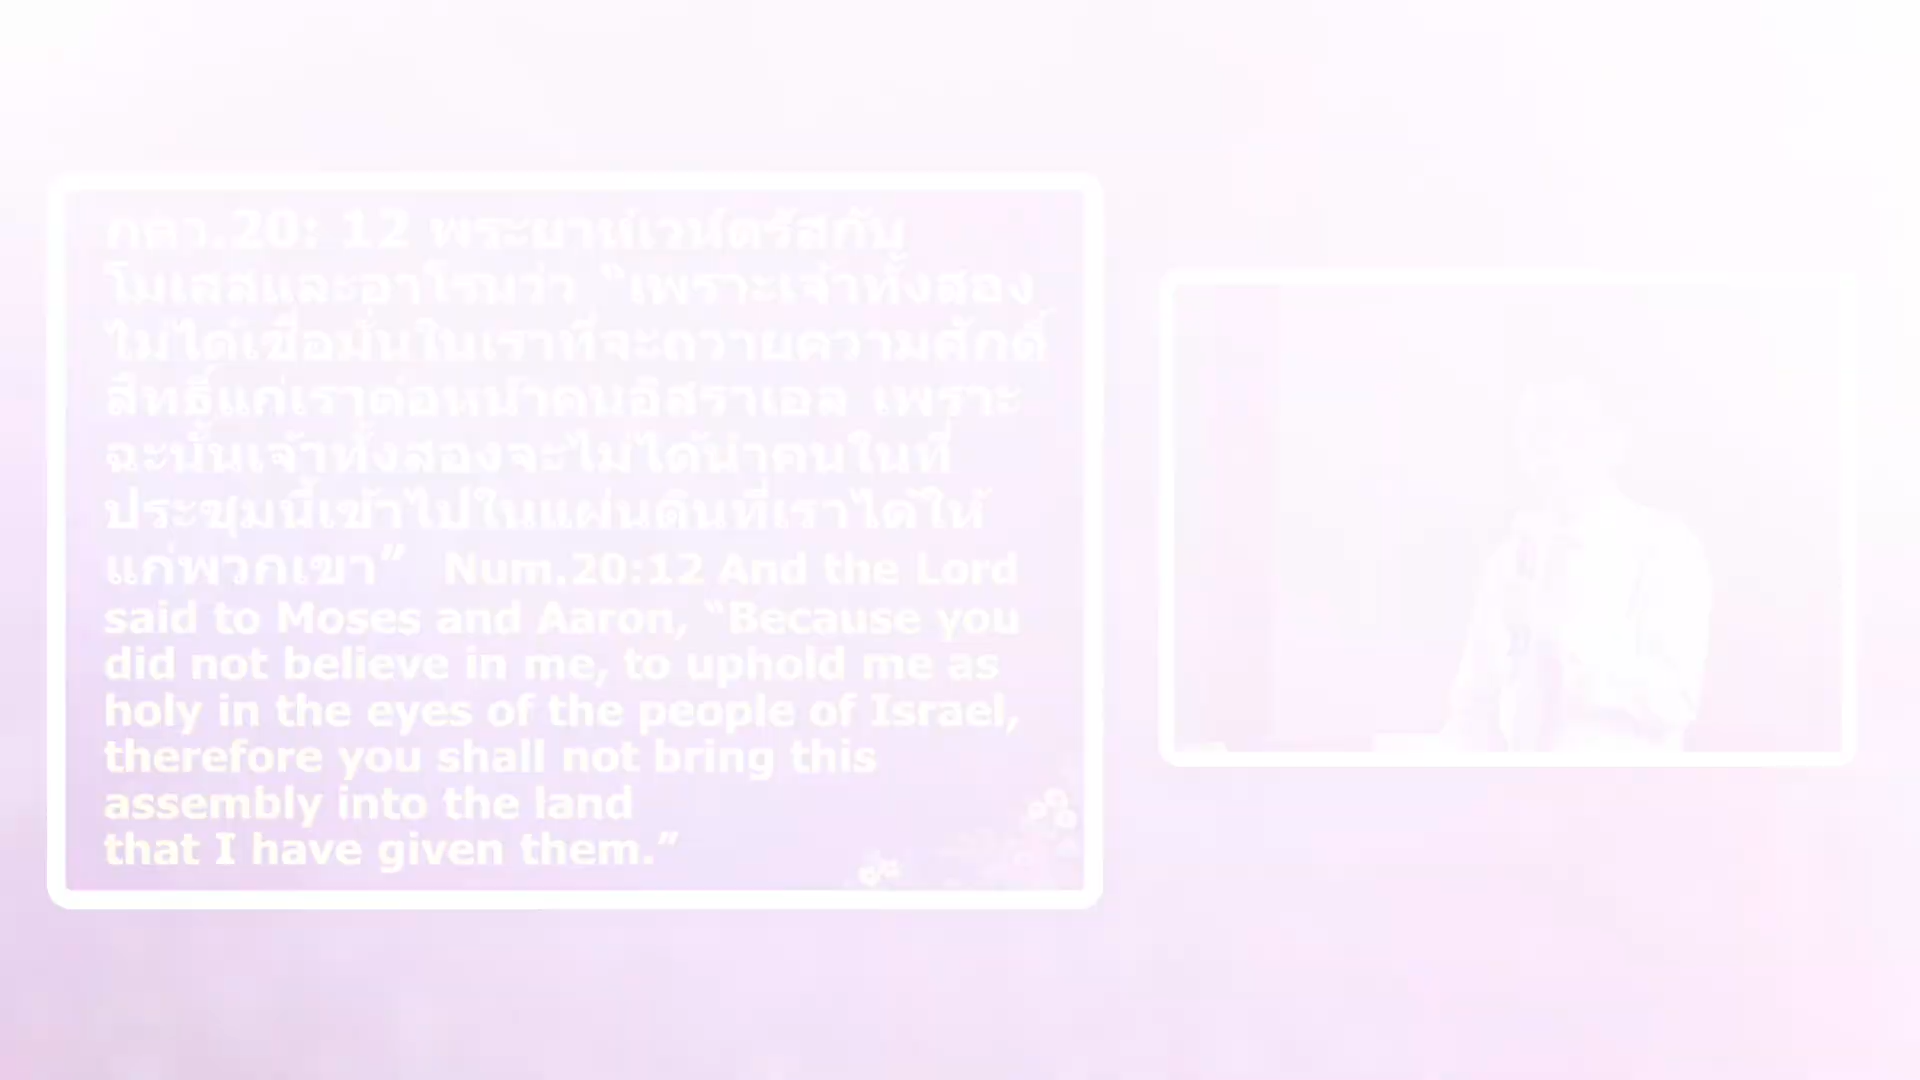 กดว.20: 12 พระยาห์เวห์ตรัสกับ
โมเสสและอาโรนว่า “เพราะเจ้าทั้งสอง
ไม่ได้เชื่อมั่นในเราที่จะถวายความศักดิ์
สิทธิ์แก่เราต่อหน้าคนอิสราเอล เพราะ
ฉะนั้นเจ้าทั้งสองจะไม่ได้นำคนในที่
ประชุมนี้เข้าไปในแผ่นดินที่เราได้ให้
แก่พวกเขา” Num.20:12 And the Lord
said to Moses and Aaron, “Because you
did not believe in me, to uphold me as
holy in the eyes of the people of Israel,
therefore you shall not bring this
assembly into the land
that I have given them.”